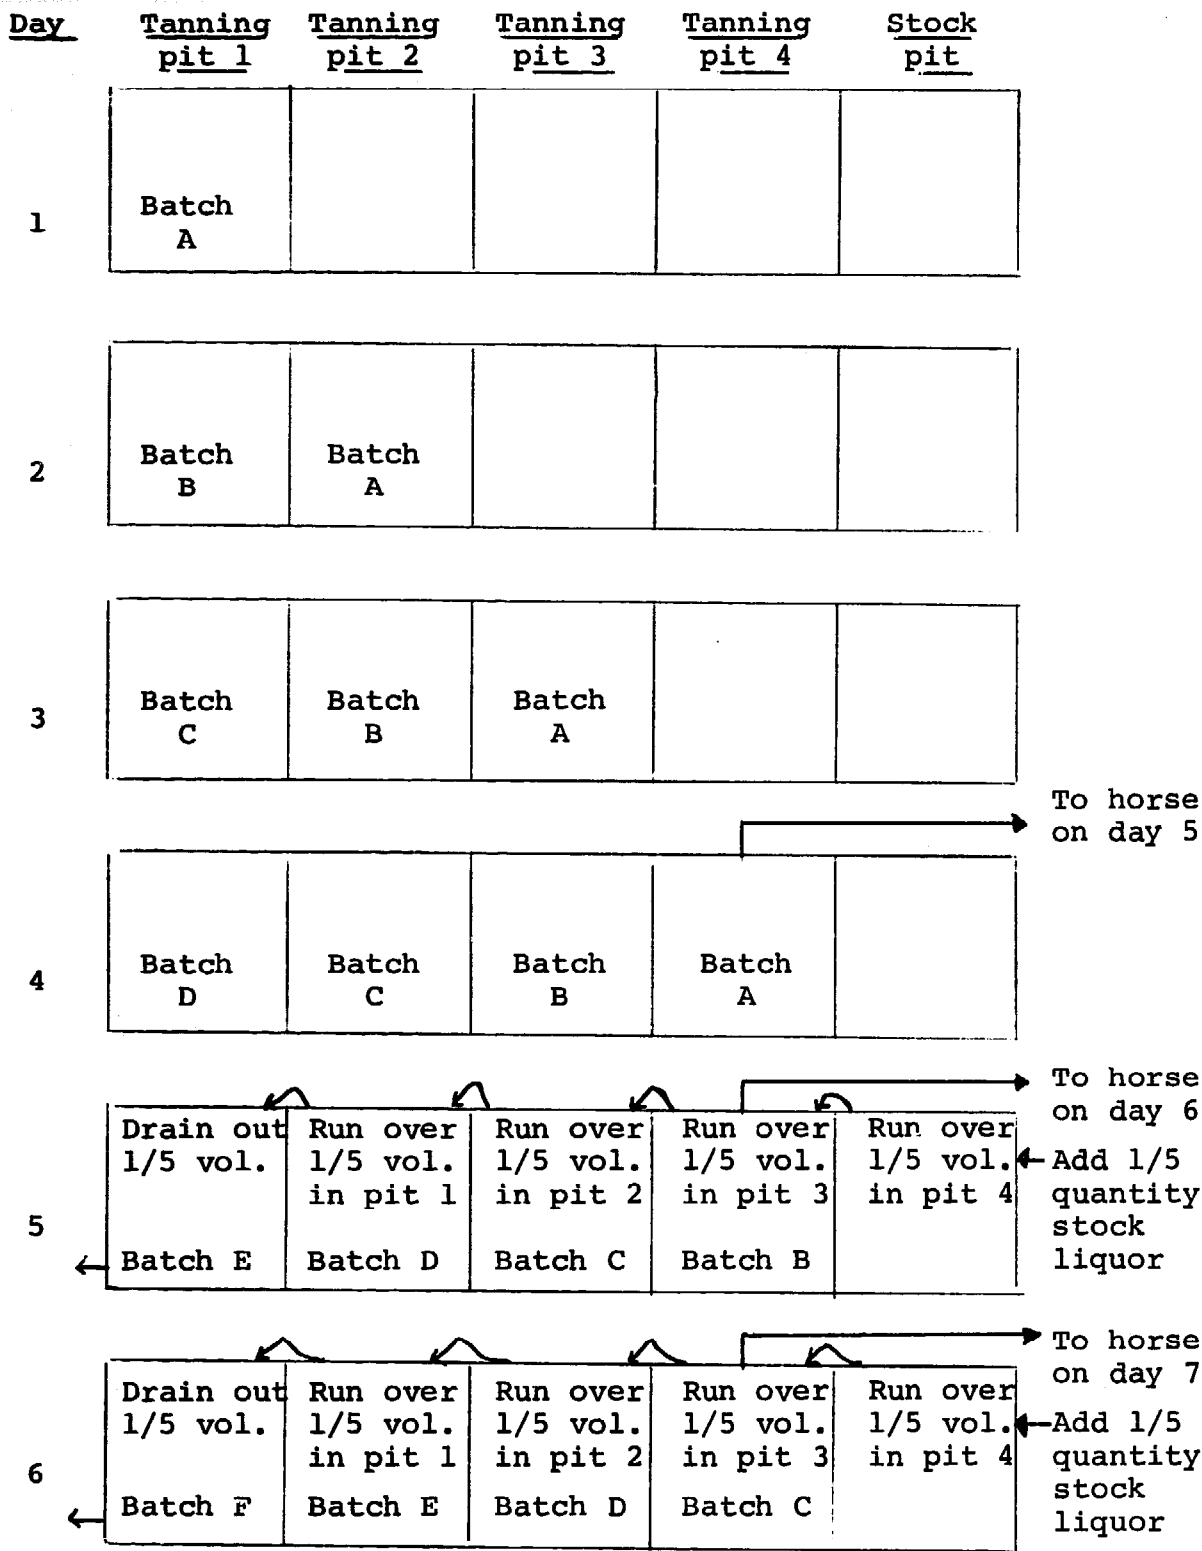 Day Tanning Tanning Tanning Tanning Stock
pit 1 pit 2 pit 3 pit 4 pit
Batch
1 A
Batch Batch
2 B A
Batch Batch Batch
3 C B A
To horse
on day 5
Batch Batch Batch Batch
4 D C B A
To horse
on day 6
Drain out Run over Run over Run over Run over
1/5 vol. 1/5 vol. 1/5 vol. 1/5 vol. 1/5 vol. Add 1/5
in pit 1 in pit 2 in pit 3 in pit 4 quantity
5 stock
Batch E Batch D Batch C Batch B liquor
To horse
on day 7
Drain out Run over Run over Run over Run over
1/5 vol. 1/5 vol. 1/5 vol. 1/5 vol. 1/5 vol. Add 1/5
in pit 1 in pit 2 in pit 3 in pit 4 quantity
6 stock
Batch F Batch E Batch D Batch C liquor